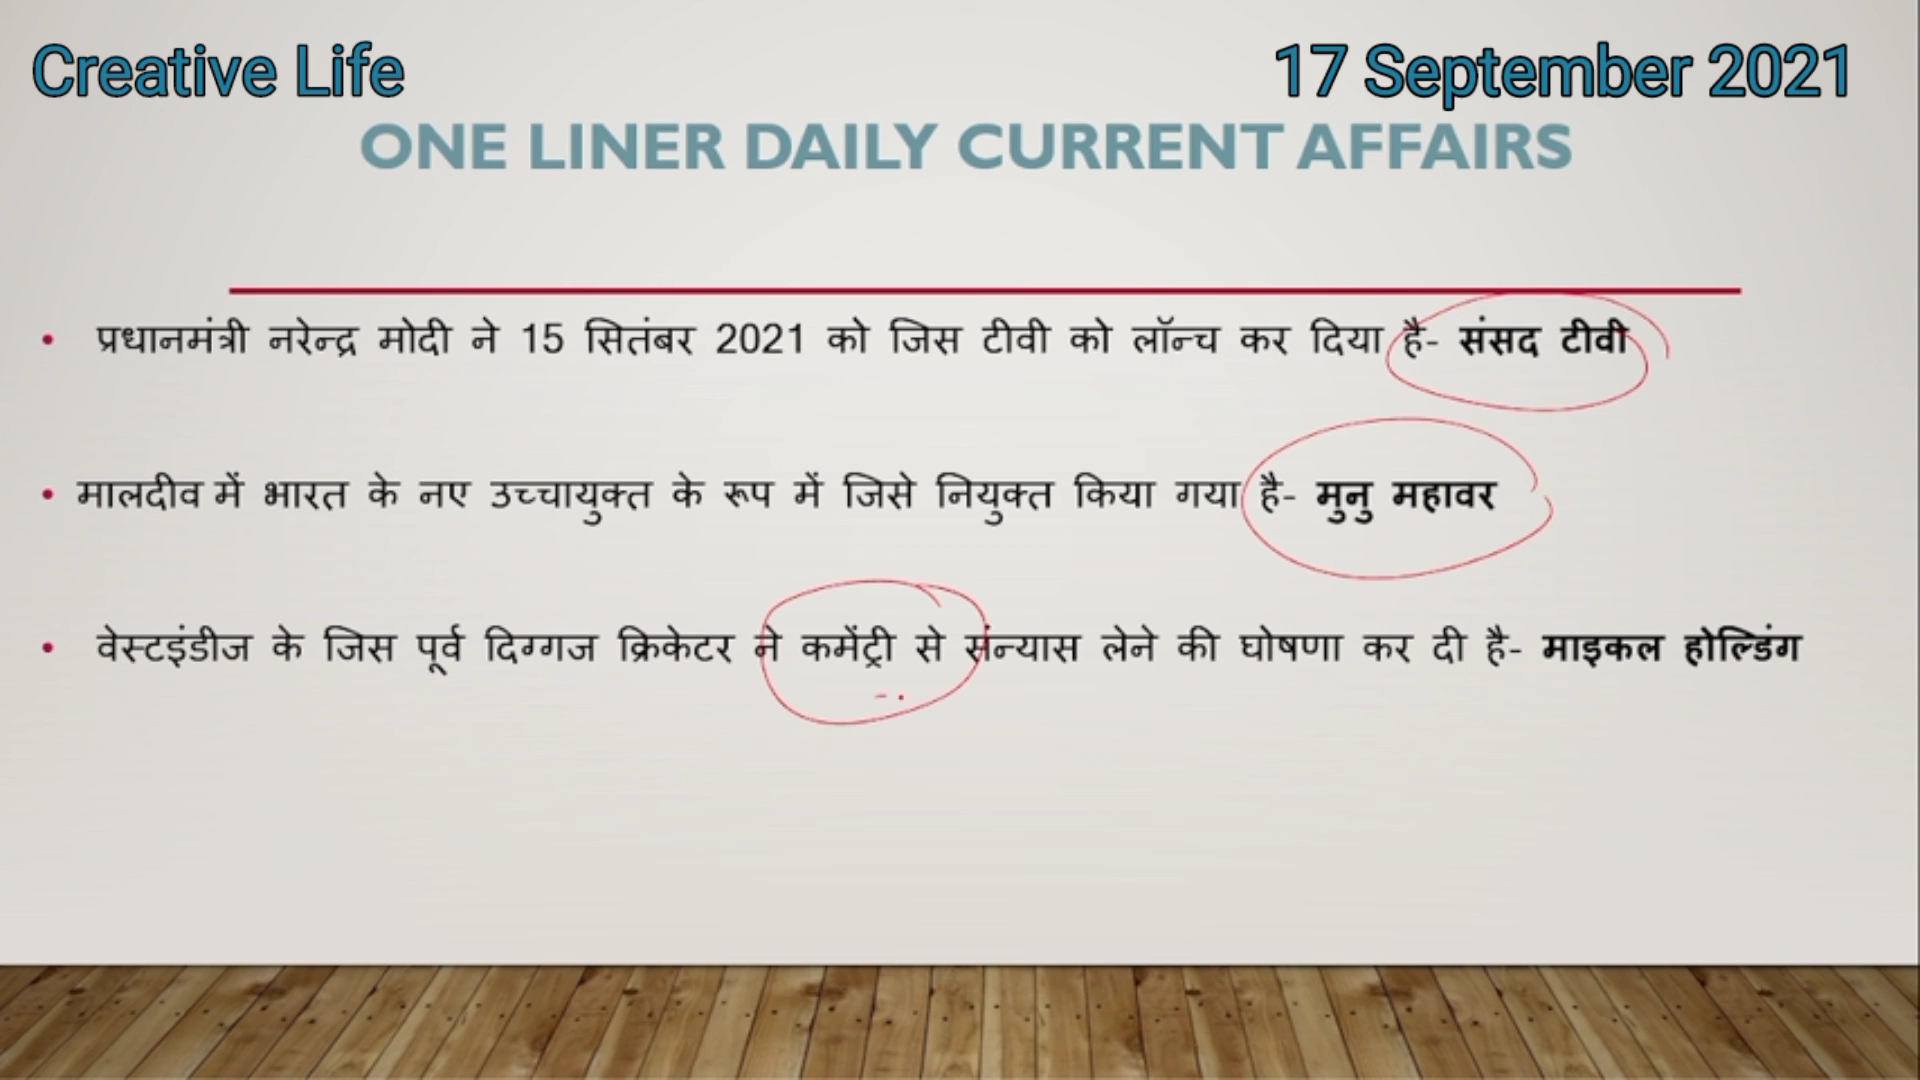 Creative Life
17 September 2021
ONE LINER DAILY CURRENT AFFAIRS
• प्रधानमंत्री नरेन्द्र मोदी ने 15 सितंबर 2021 को जिस टीवी को लॉन्च कर दिया है- संसद टीवी
• मालदीव में भारत के नए उच्चायुक्त के रूप में जिसे नियुक्त किया गया है- मुनु महावर
• वेस्टइंडीज के जिस पूर्व दिग्गज क्रिकेटर ने कमेंट्री से संन्यास लेने की घोषणा कर दी है- माइकल होल्डिंग